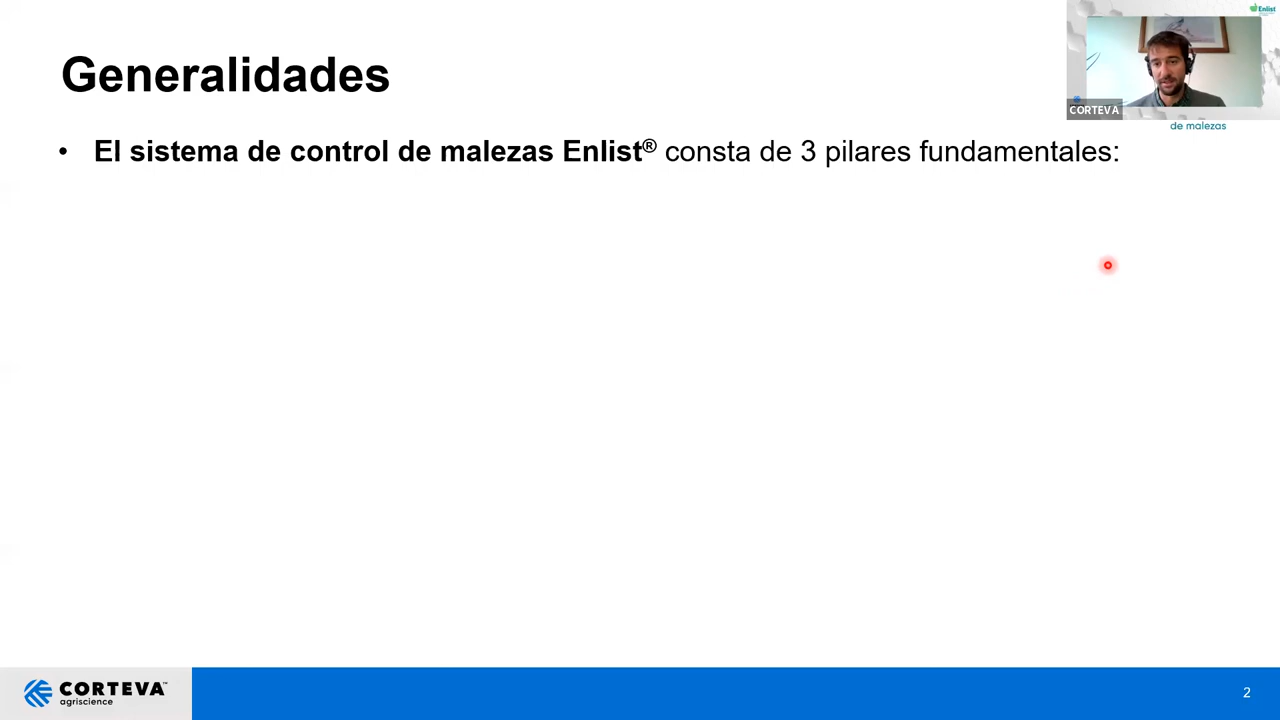 Enlist
CORTEVA
de malezas
Generalidades
• El sistema de control de malezas Enlist® consta de 3 pilares fundamentales:
CORTEVA™
agriscience
2